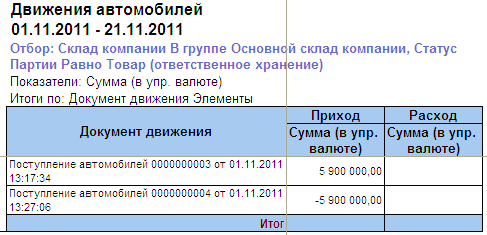 Движения автомобилей
01.11.2011 - 21.11.2011
Отбор: Склад компании В группе Основной склад компании, Статус
Партии Равно Товар (ответственное хранение)
Показатели: Сумма (в упр. валюте)
Итоги по: Документ движения Элементы
Документ движения
Приход
Расход
Сумма (в упр.
валюте)
Сумма (в упр.
валюте)
Поступление автомобилей 0000000003 от 01.11.2011
13:17:34
5 900 000,00
Поступление автомобилей 0000000004 от 01.11.2011
13:27:06
-5 900 000,00
Итог